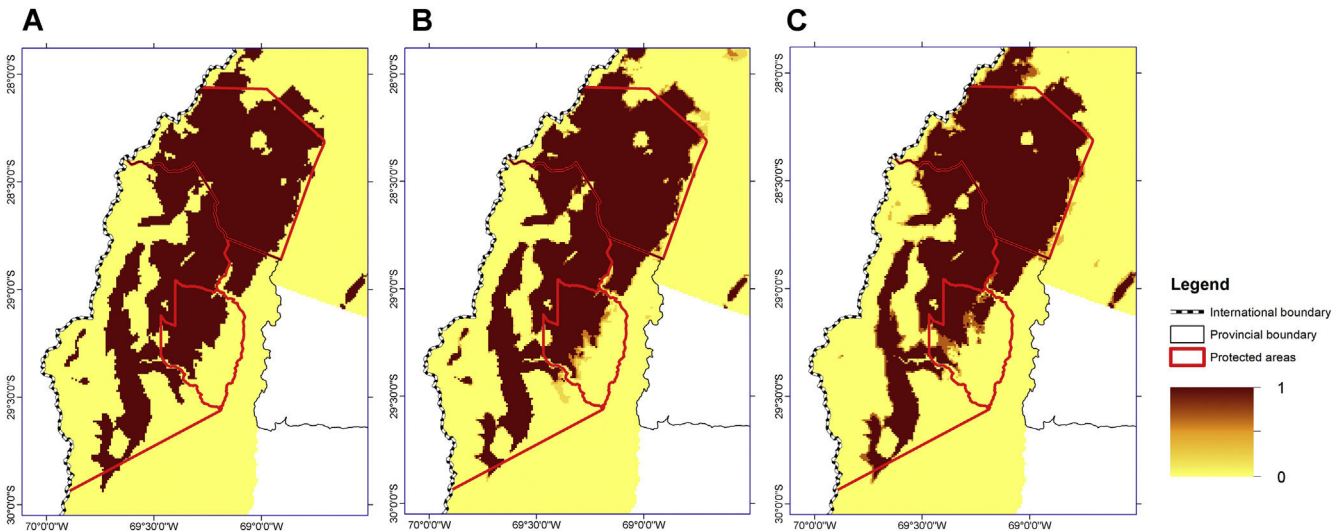 A
B
C
28°0'0"S
28°30'0"S
29°0'0"S
29°30'0"S
30°0'0"S
70°0'0"W
69°30'0"W
69°0'0"W
28°0'0"S
28°30'0"S
29°0'0"S
29°30'0"S
30°0'0"S
70°0'0"W
69°30'0"W
69°0'0"W
28°0'0"S
28°30'0"S
29°0'0"S
29°30'0"S
30°0'0"S
70°0'0"W
69°30'0"W
69°0'0"W
Legend
International boundary
Provincial boundary
Protected areas
1
0